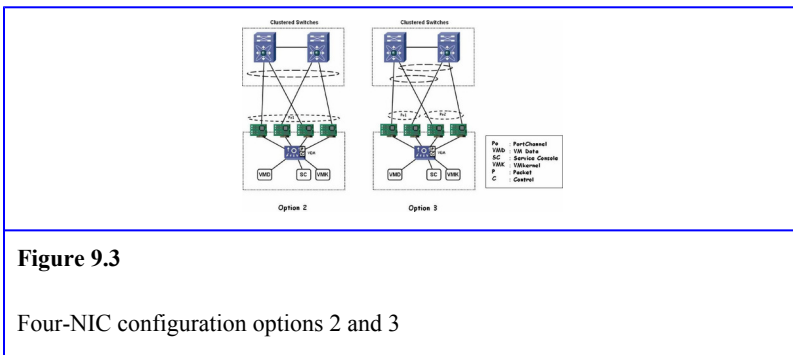 Clustered Switches
Clustered Switches
Po1
Po1
Po2
VMD
SC
VMK
VMD
SC
VMK
Po : PortChannel
VMD : VM Data
SC : Service Console
VMK : VMkernel
P : Packet
C : Control
Option 2
Option 3
Figure 9.3
Four-NIC configuration options 2 and 3